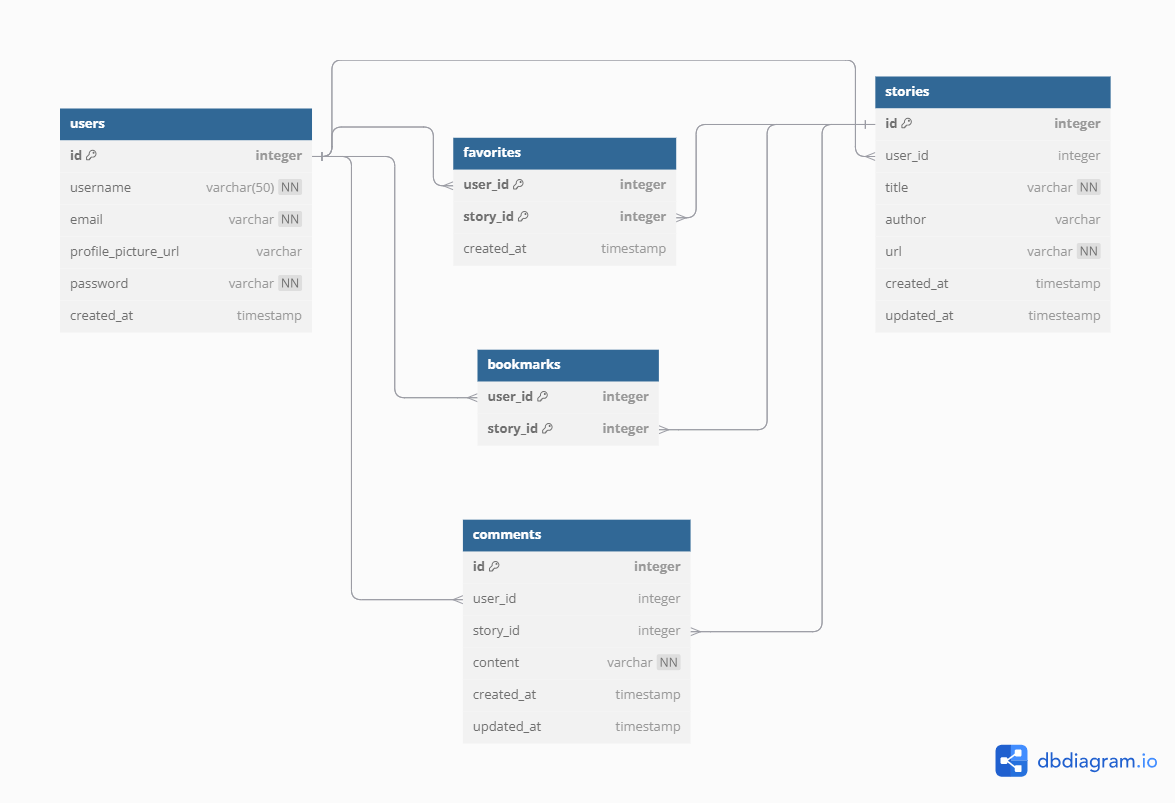 users
id integer
username varchar(50) NN
email varchar NN
profile_picture_url varchar
password varchar NN
created_at timestamp
favorites
user_id integer
story_id integer
created_at timestamp
bookmarks
user_id integer
story_id integer
comments
id integer
user_id integer
story_id integer
content varchar NN
created_at timestamp
updated_at timestamp
stories
id integer
user_id integer
title varchar NN
author varchar
url varchar NN
created_at timestamp
updated_at timesteamp
dbdiagram.io